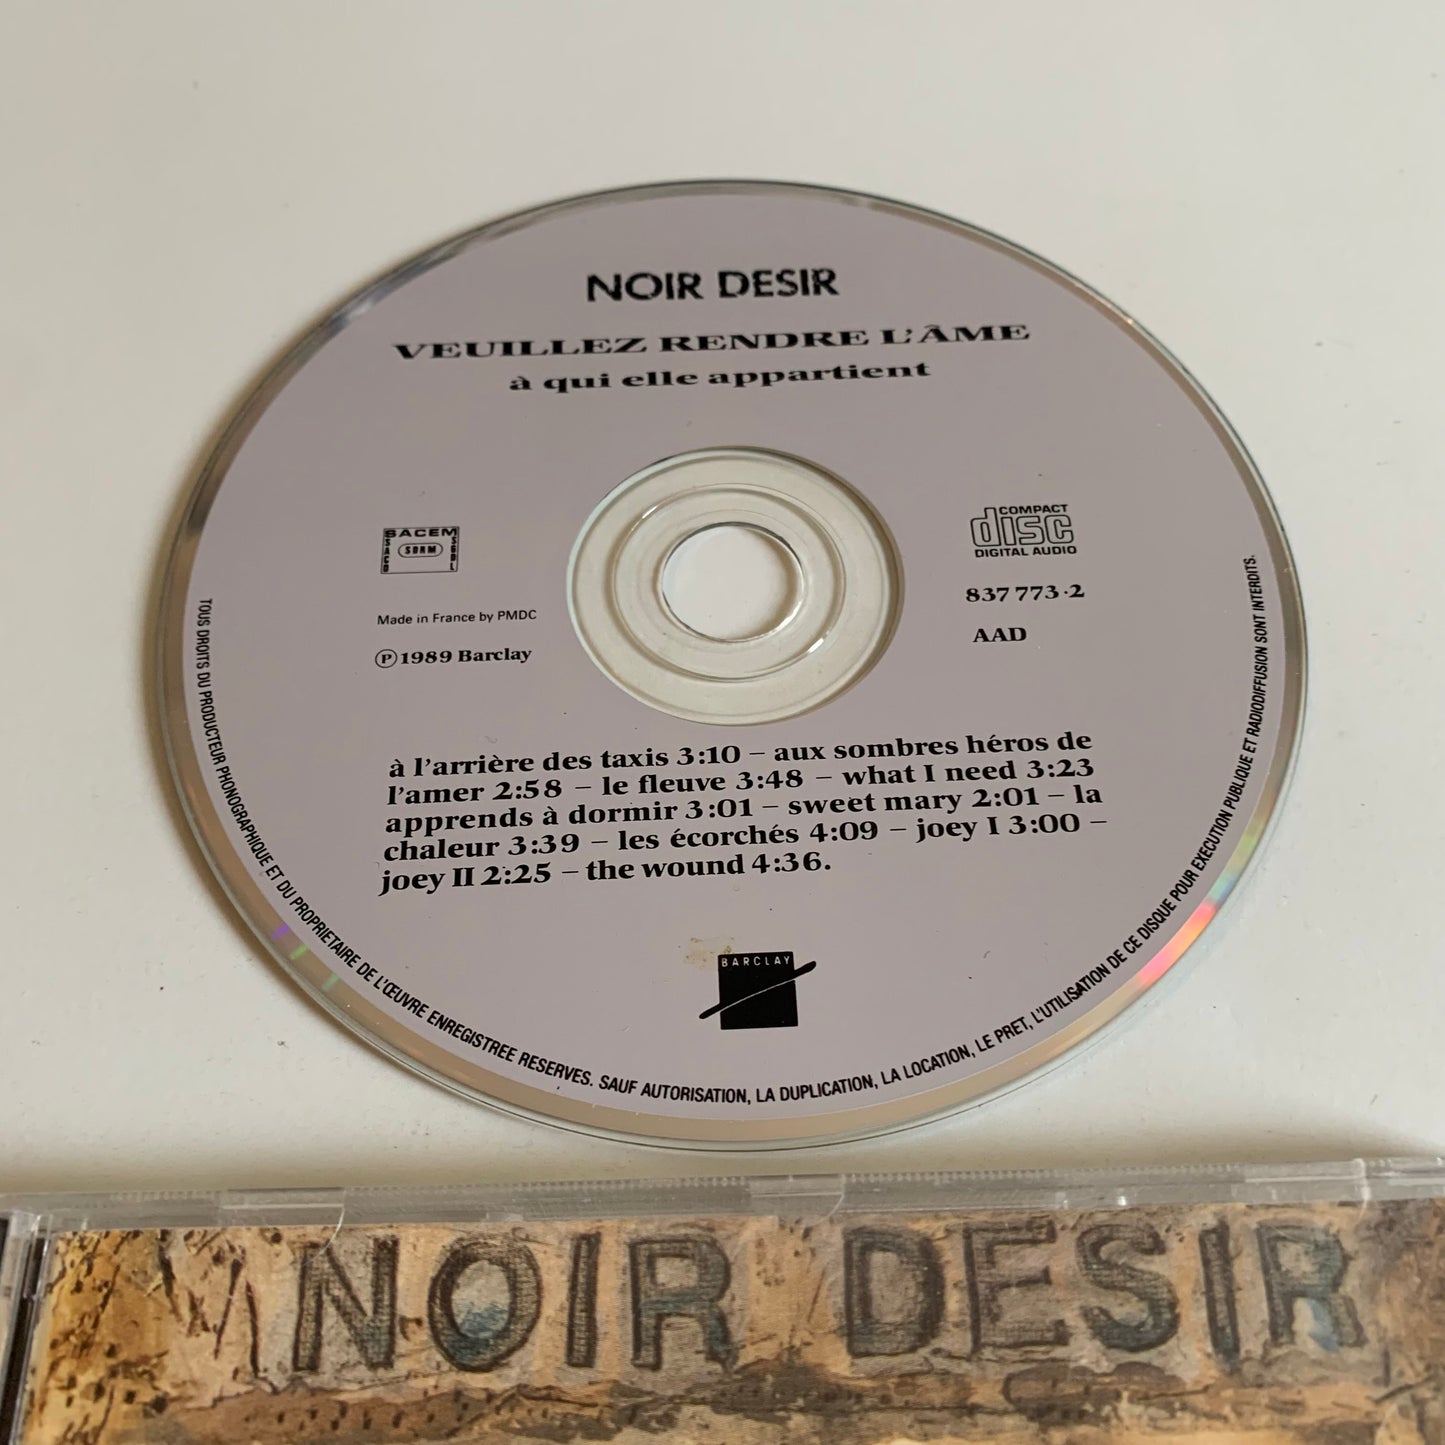 NOIR DESIR
VEUILLEZ RENDRE L'ÂME
à qui elle appartient
SACEM
SACD
SDRM
SGDL
COMPACT
disc
DIGITAL AUDIO
Made in France by PMDC
Ⓟ 1989 Barclay
837 773-2
AAD
à l'arrière des taxis 3:10 – aux sombres héros de
l'amer 2:58 – le fleuve 3:48 – what I need 3:23
apprends à dormir 3:01 – sweet mary 2:01 – la
chaleur 3:39 – les écorchés 4:09 – joey I 3:00 –
joey II 2:25 – the wound 4:36.
BARCLAY
TOUS DROITS DU PRODUCTEUR PHONOGRAPHIQUE ET DU PROPRIETAIRE DE L'ŒUVRE ENREGISTREE RESERVES. SAUF AUTORISATION, LA DUPLICATION, LA LOCATION, LE PRET, L'UTILISATION DE CE DISQUE POUR EXECUTION PUBLIQUE ET RADIODIFFUSION SONT INTERDITS.
NOIR DESIR